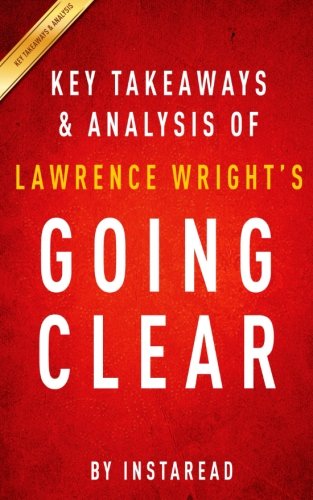 KEY TAKEAWAYS & ANALYSIS
KEY TAKEAWAYS
& ANALYSIS OF
LAWRENCE WRIGHT'S
GOING
CLEAR
BY INSTAREAD